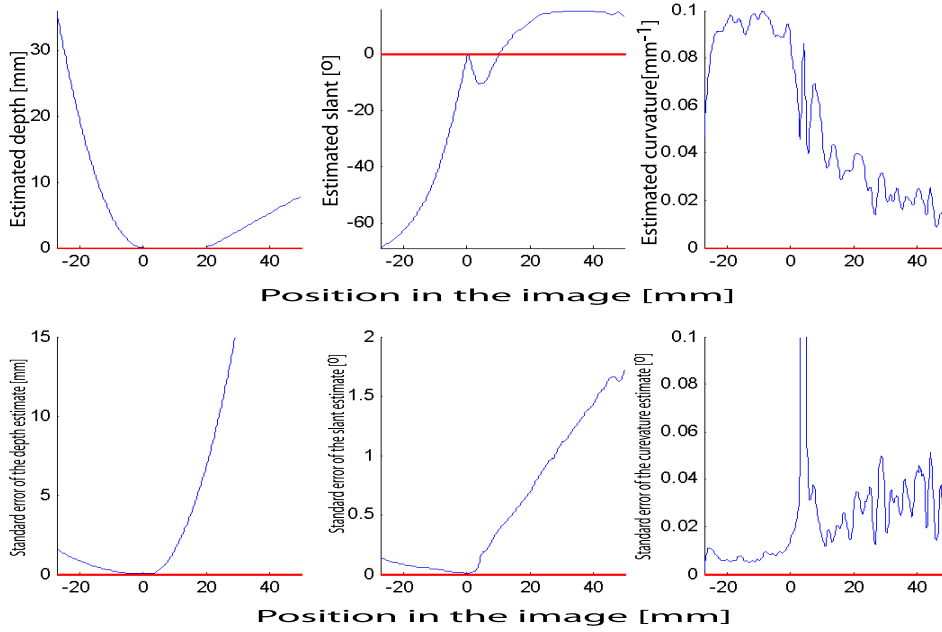 Estimated depth [mm]
30
20
10
0
-20 0 20 40
Estimated slant [º]
0
-20
-40
-60
-20 0 20 40
Estimated curvature[mm⁻¹]
0.1
0.08
0.06
0.04
0.02
0
-20 0 20 40
Position in the image [mm]
Standard error of the depth estimate [mm]
15
10
5
0
-20 0 20 40
Standard error of the slant estimate [º]
2
1.5
1
0.5
0
-20 0 20 40
Standard error of the curevature estimate [º]
0.1
0.08
0.06
0.04
0.02
0
-20 0 20 40
Position in the image [mm]